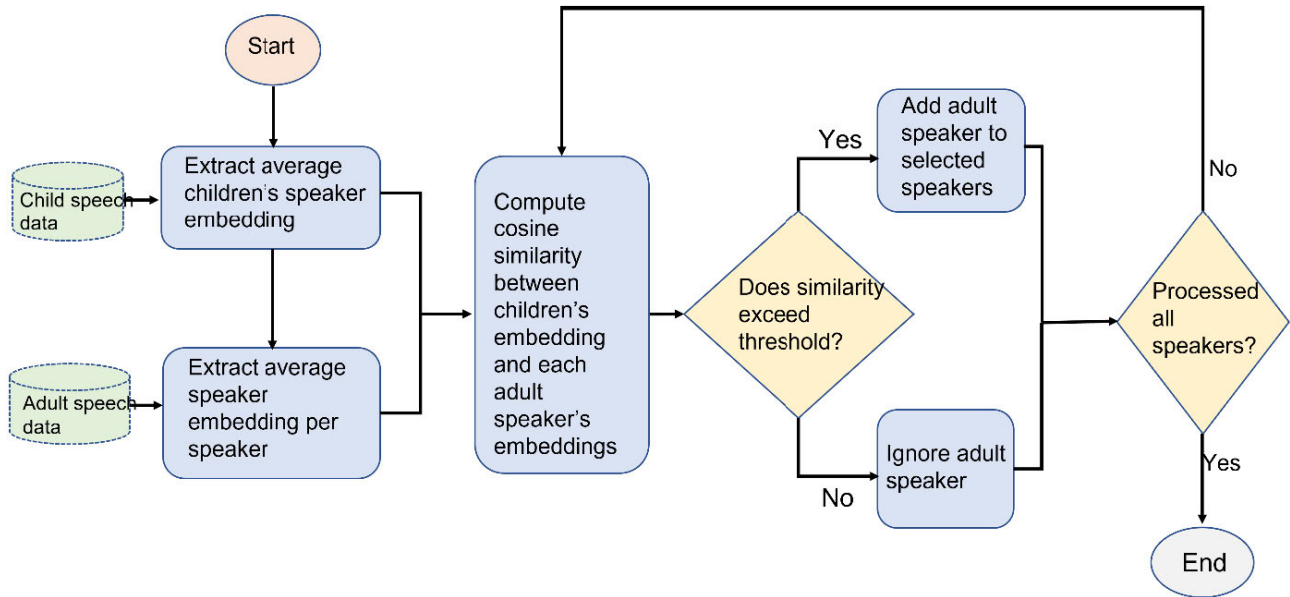 Start
Extract average
children's speaker
embedding
Child speech
data
Extract average
speaker
embedding per
speaker
Adult speech
data
Compute
cosine
similarity
between
children’s
embedding
and each
adult
speaker’s
embeddings
Does similarity
exceed
threshold?
Yes
Add adult
speaker to
selected
speakers
No
Ignore adult
speaker
Processed
all
speakers?
No
Yes
End